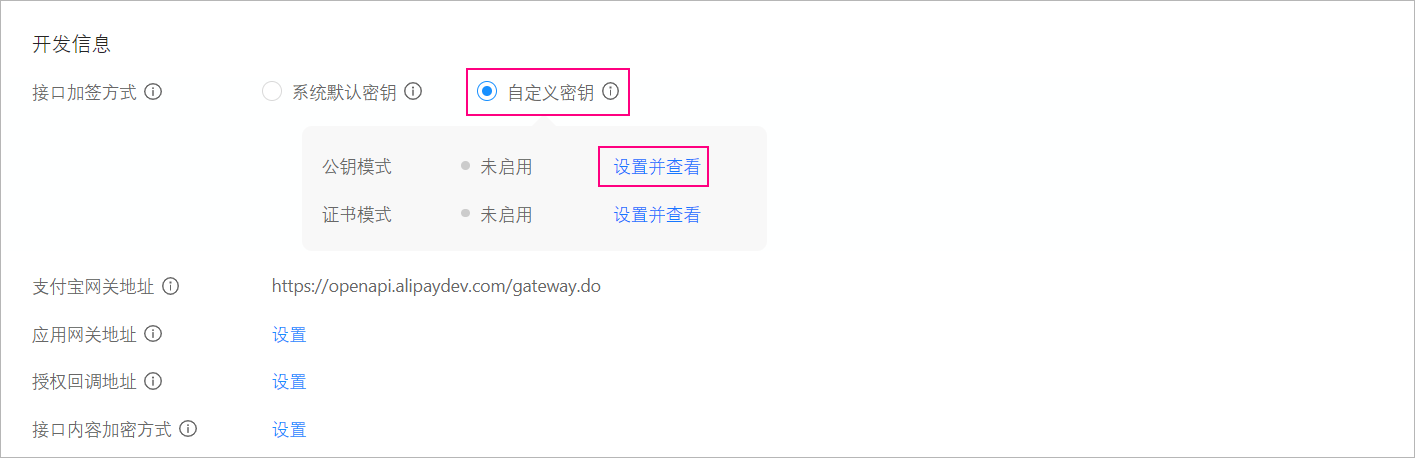 开发信息
接口加签方式 系统默认密钥 自定义密钥
公钥模式 未启用 设置并查看
证书模式 未启用 设置并查看
支付宝网关地址 https://openapi.alipaydev.com/gateway.do
应用网关地址 设置
授权回调地址 设置
接口内容加密方式 设置